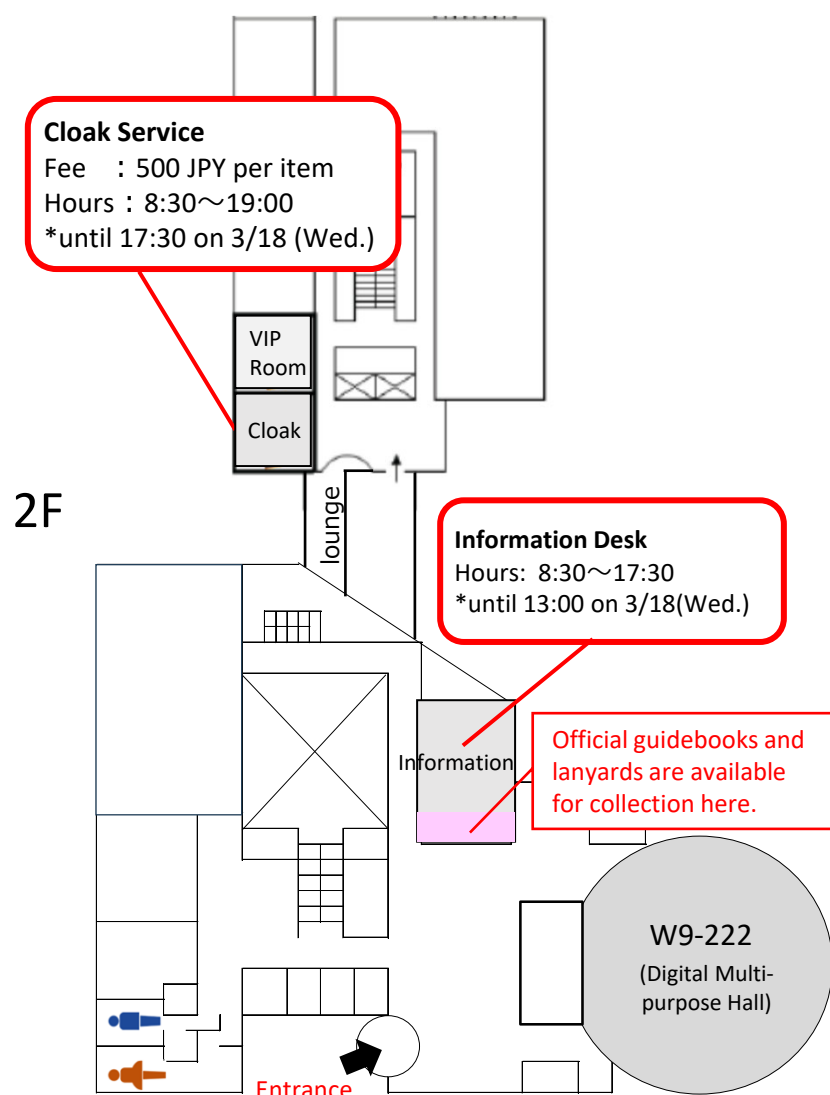 Cloak Service
Fee ：500 JPY per item
Hours：8:30～19:00
*until 17:30 on 3/18 (Wed.)
VIP
Room
Cloak
2F
lounge
Information Desk
Hours: 8:30～17:30
*until 13:00 on 3/18(Wed.)
Information
Official guidebooks and
lanyards are available
for collection here.
W9-222
(Digital Multi-
purpose Hall)
Entrance